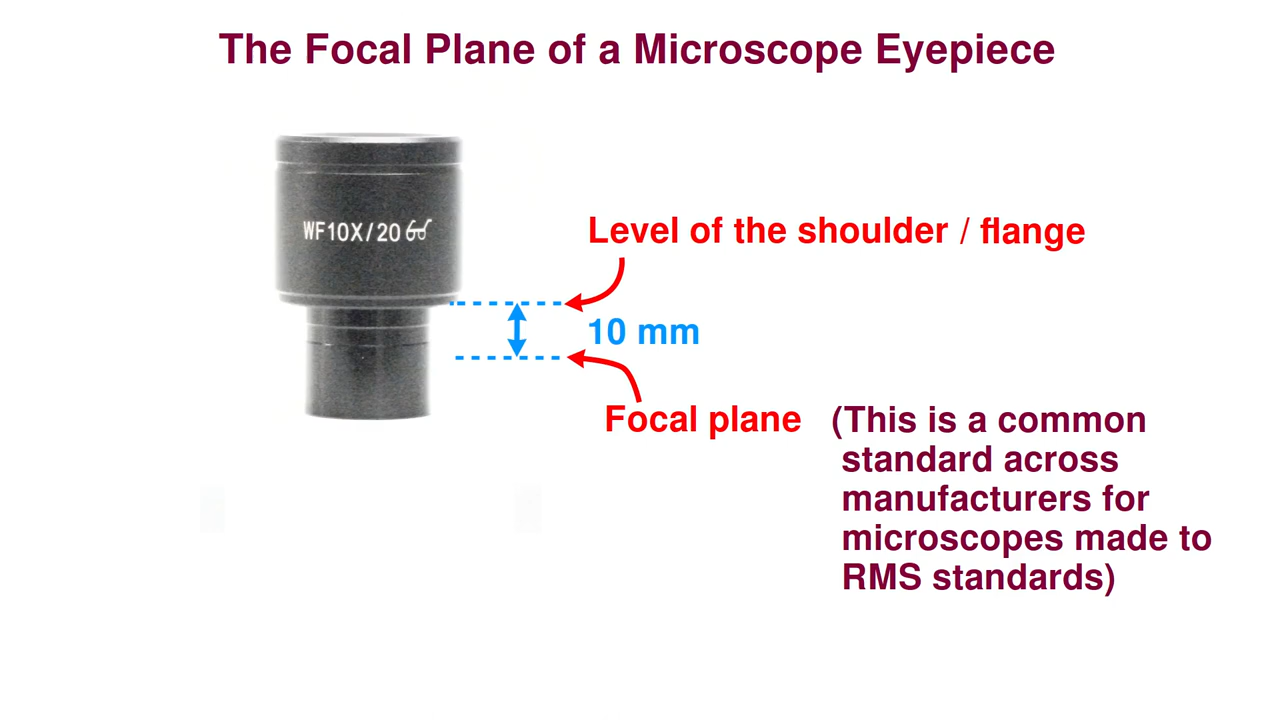 The Focal Plane of a Microscope Eyepiece
WF10X/20
Level of the shoulder / flange
10 mm
Focal plane
(This is a common
standard across
manufacturers for
microscopes made to
RMS standards)